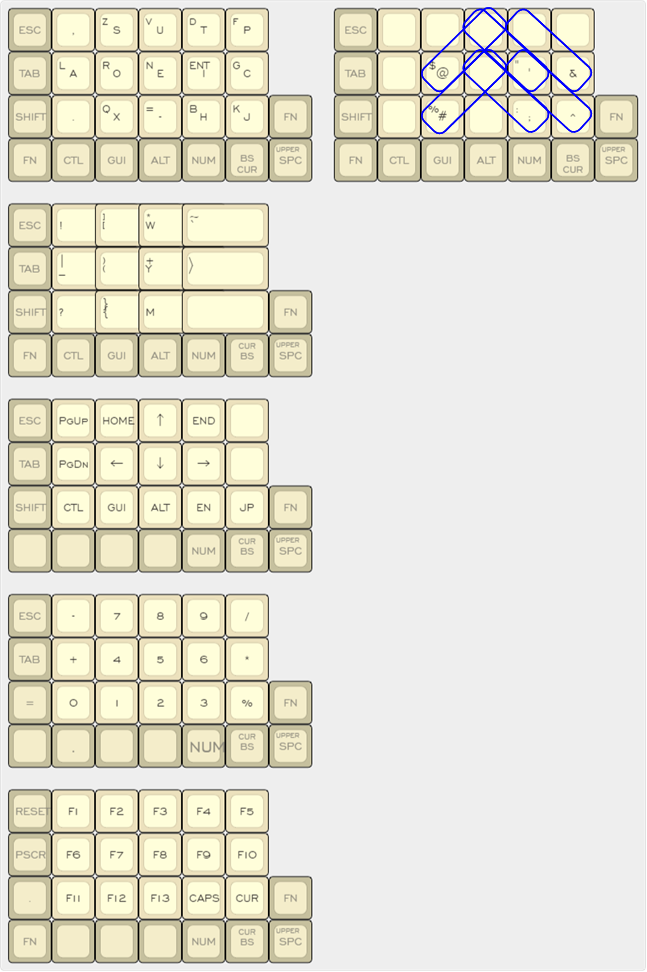 ESC , Z S V U D T F P
TAB L A R O N E ENT I G C
SHIFT . Q X = - B H K J FN
FN CTL GUI ALT NUM BS CUR UPPER SPC
ESC
TAB $ @ " ' &
SHIFT % # : ; ^ FN
FN CTL GUI ALT NUM BS CUR UPPER SPC
ESC ! ] [ * W ~ `
TAB | _ ) ( + Y > /
SHIFT ? } { M FN
FN CTL GUI ALT NUM CUR BS UPPER SPC
ESC PGUP HOME ↑ END
TAB PGDN ← ↓ →
SHIFT CTL GUI ALT EN JP FN
NUM CUR BS UPPER SPC
ESC - 7 8 9 /
TAB + 4 5 6 *
= 0 1 2 3 % FN
. NUM CUR BS UPPER SPC
RESET F1 F2 F3 F4 F5
PSCR F6 F7 F8 F9 F10
. F11 F12 F13 CAPS CUR FN
FN NUM CUR BS UPPER SPC